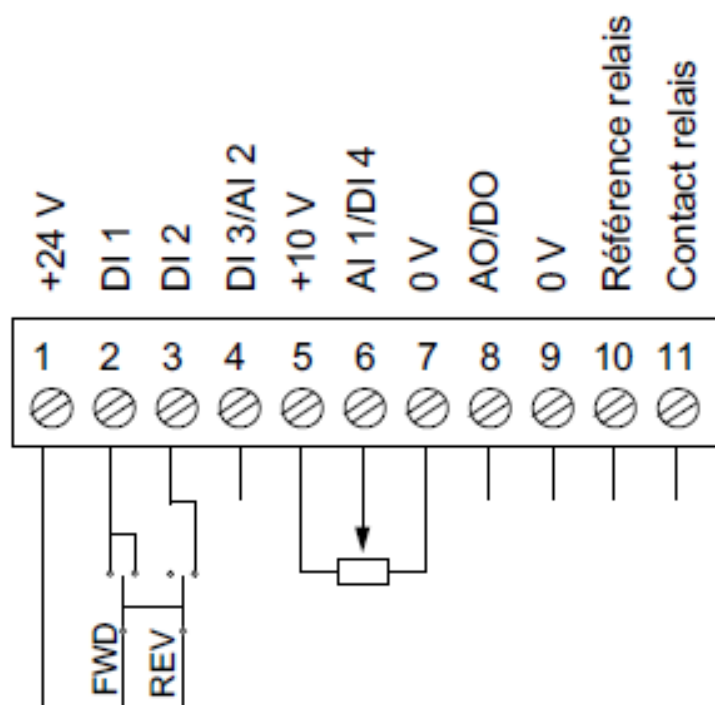 +24 V
DI 1
DI 2
DI 3/AI 2
+10 V
AI 1/DI 4
0 V
AO/DO
0 V
Référence relais
Contact relais
1 2 3 4 5 6 7 8 9 10 11
FWD
REV